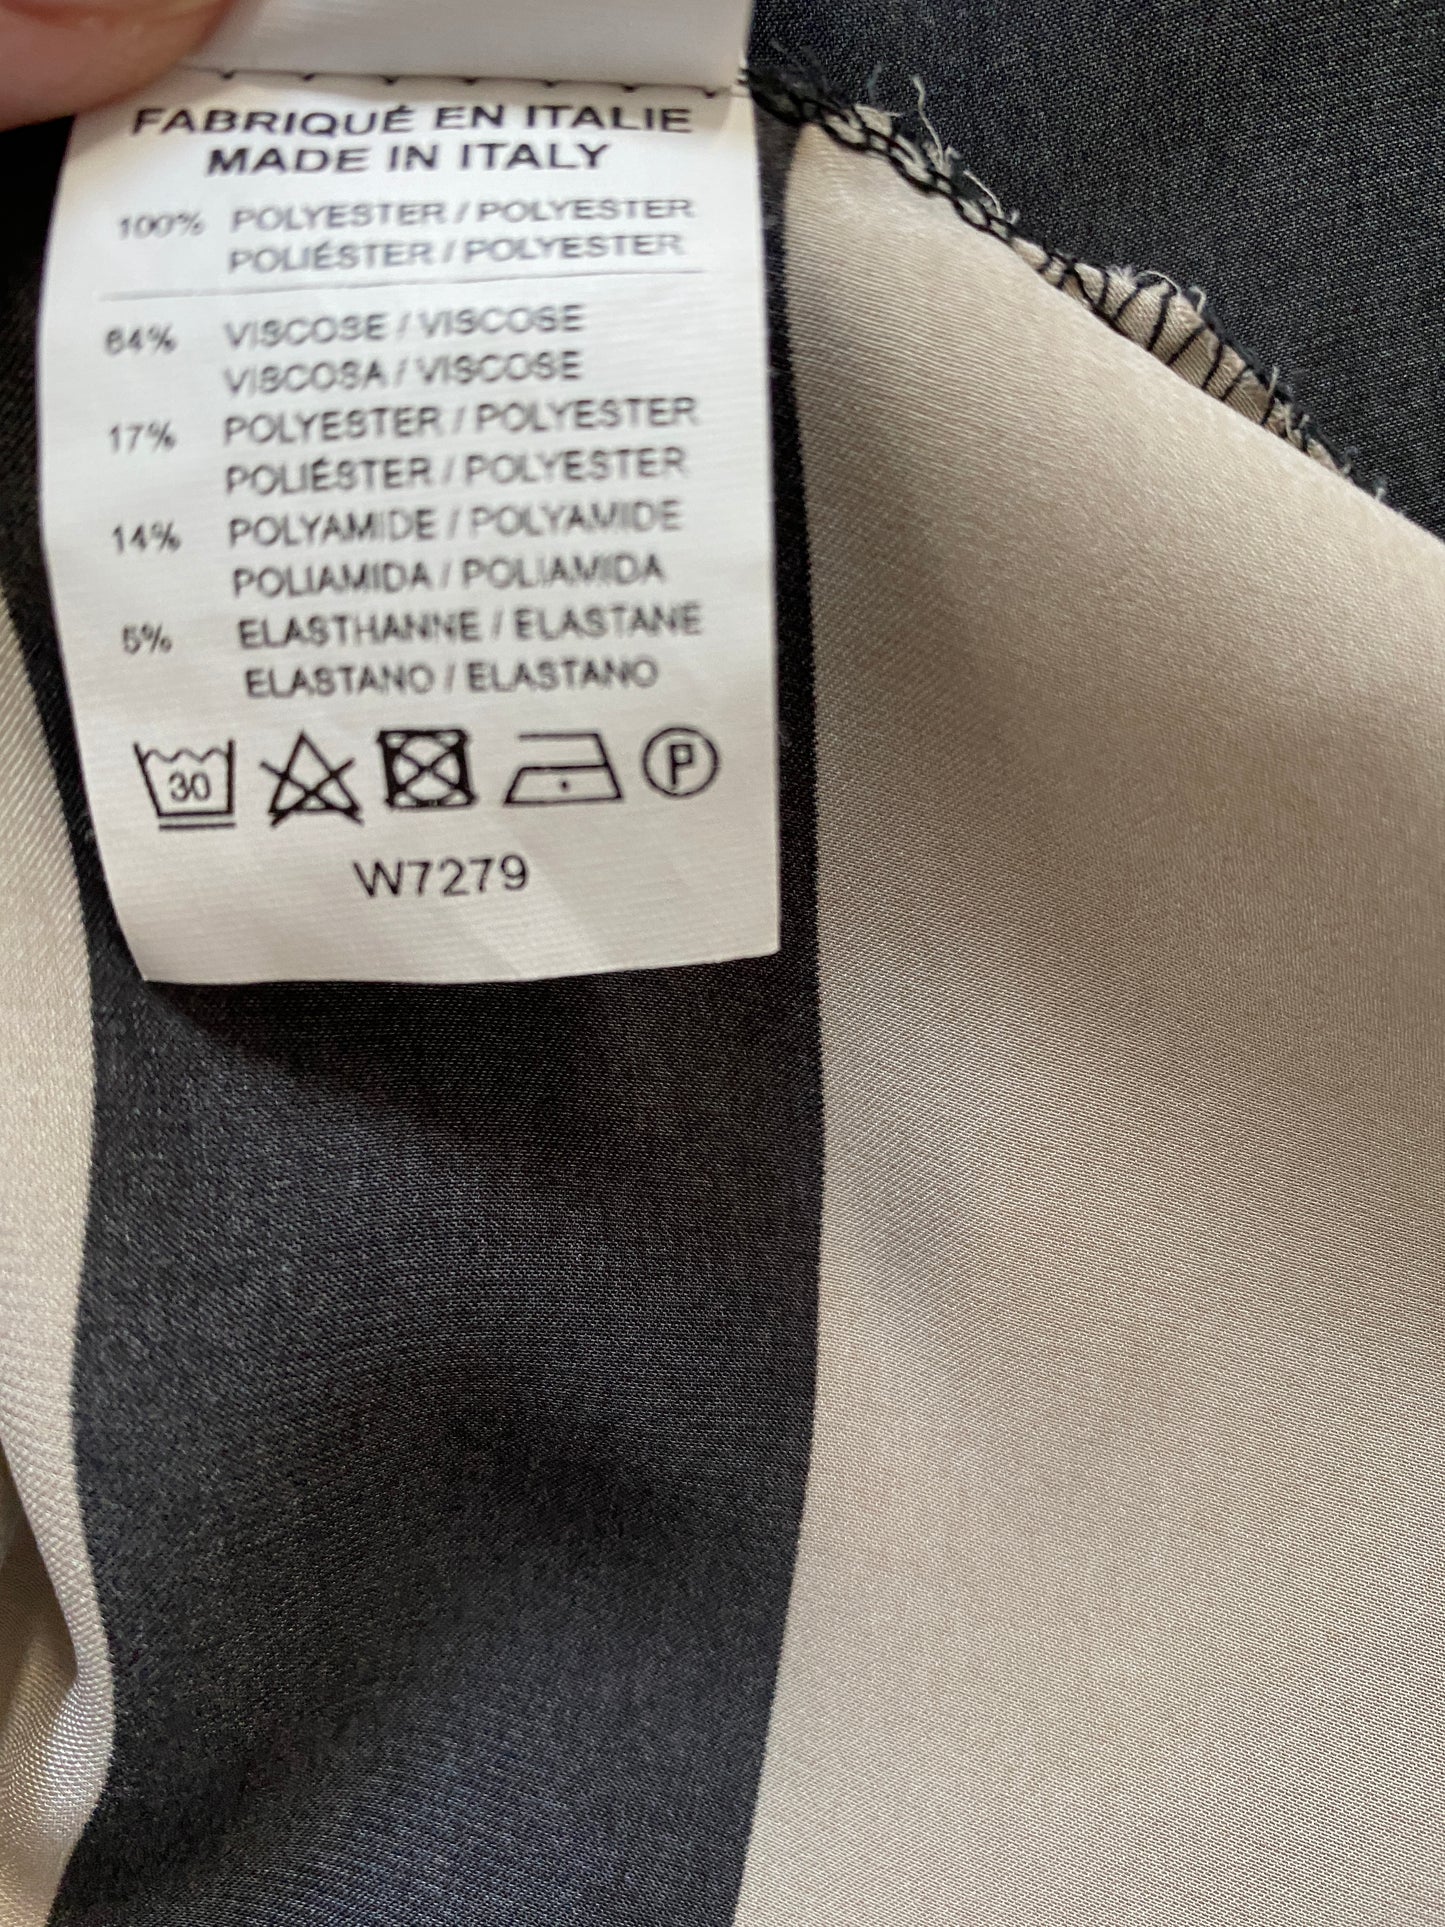 FABRIQUÉ EN ITALIE
MADE IN ITALY
100% POLYESTER / POLYESTER
POLIÉSTER / POLYESTER
64% VISCOSE / VISCOSE
VISCOSA / VISCOSE
17% POLYESTER / POLYESTER
POLIÉSTER / POLYESTER
14% POLYAMIDE / POLYAMIDE
POLIAMIDA / POLIAMIDA
5% ELASTHANNE / ELASTANE
ELASTANO / ELASTANO
30 P
W7279